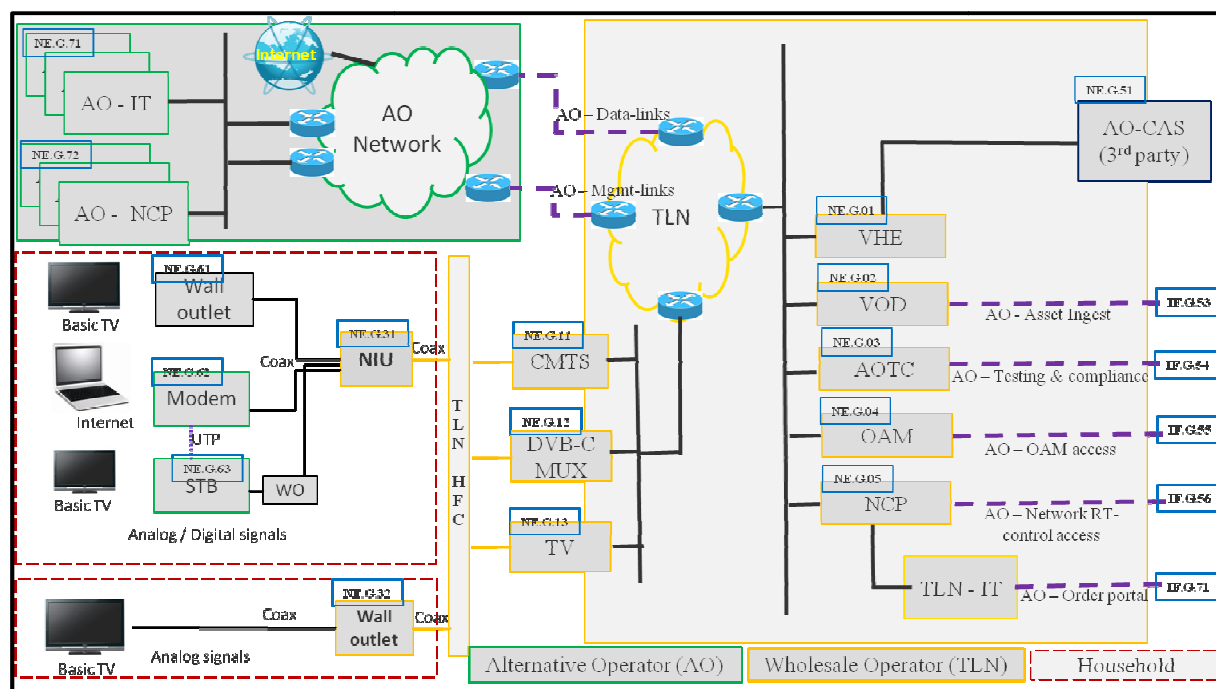 NE.G.71
AO - IT
NE.G.72
AO - NCP
Internet
AO
Network
AO – Data-links
AO – Mgmt-links
TLN
NE.G.51
AO-CAS
(3rd party)
NE.G.01
VHE
NE.G.02
VOD
AO - Asset Ingest
IF.G.53
NE.G.03
AOTC
AO – Testing & compliance
IF.G.54
NE.G.04
OAM
AO – OAM access
IF.G.55
NE.G.05
NCP
AO – Network RT-
control access
IF.G.56
TLN - IT
AO – Order portal
IF.G.71
Basic TV
NE.G.61
Wall
outlet
Coax
NE.G.31
NIU
Coax
Internet
NE.G.62
Modem
UTP
Basic TV
NE.G.63
STB
WO
Analog / Digital signals
TLN HFC
NE.G.11
CMTS
NE.G.12
DVB-C
MUX
NE.G.13
TV
Basic TV
Analog signals
Coax
NE.G.32
Wall
outlet
Coax
Alternative Operator (AO)
Wholesale Operator (TLN)
Household